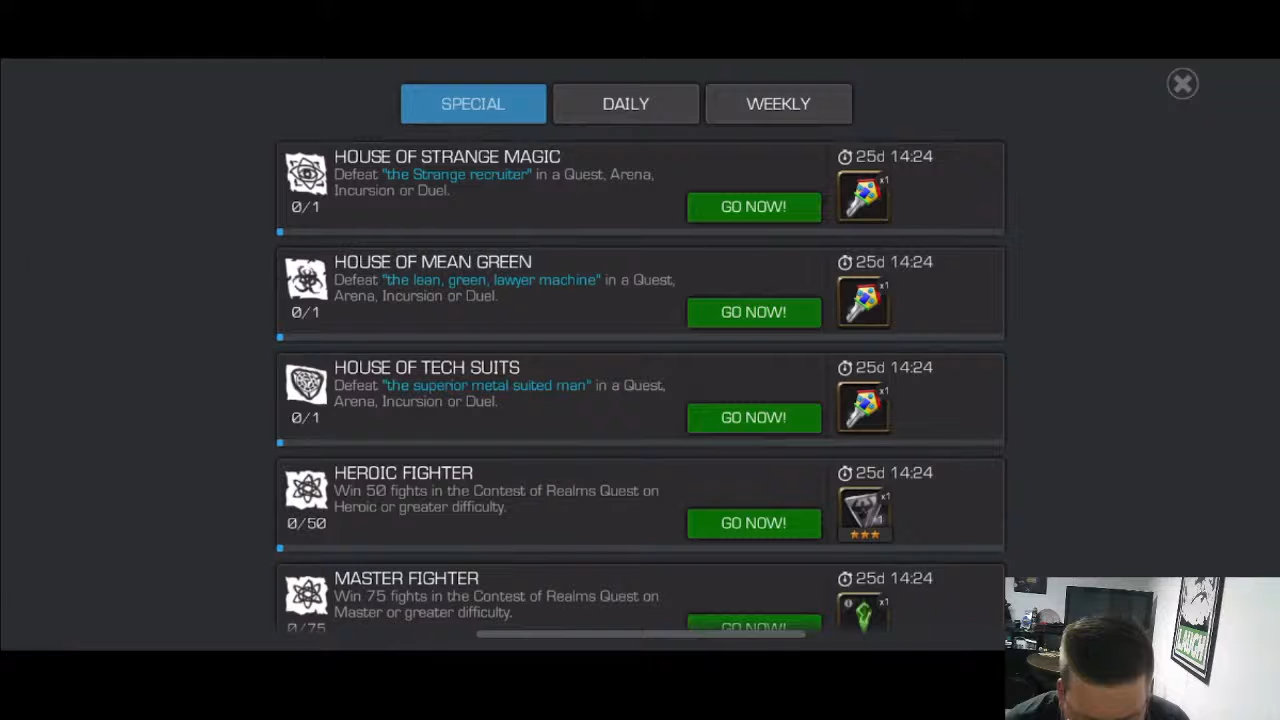 SPECIAL
DAILY
WEEKLY
HOUSE OF STRANGE MAGIC
Defeat "the Strange recruiter" in a Quest, Arena,
Incursion or Duel.
0/1
GO NOW!
25d 14:24
x1
HOUSE OF MEAN GREEN
Defeat "the lean, green, lawyer machine" in a Quest,
Arena, Incursion or Duel.
0/1
GO NOW!
25d 14:24
x1
HOUSE OF TECH SUITS
Defeat "the superior metal suited man" in a Quest,
Arena, Incursion or Duel.
0/1
GO NOW!
25d 14:24
x1
HEROIC FIGHTER
Win 50 fights in the Contest of Realms Quest on
Heroic or greater difficulty.
0/50
GO NOW!
25d 14:24
x1
MASTER FIGHTER
Win 75 fights in the Contest of Realms Quest on
Master or greater difficulty.
0/75
GO NOW!
25d 14:24
x1
LAUGH